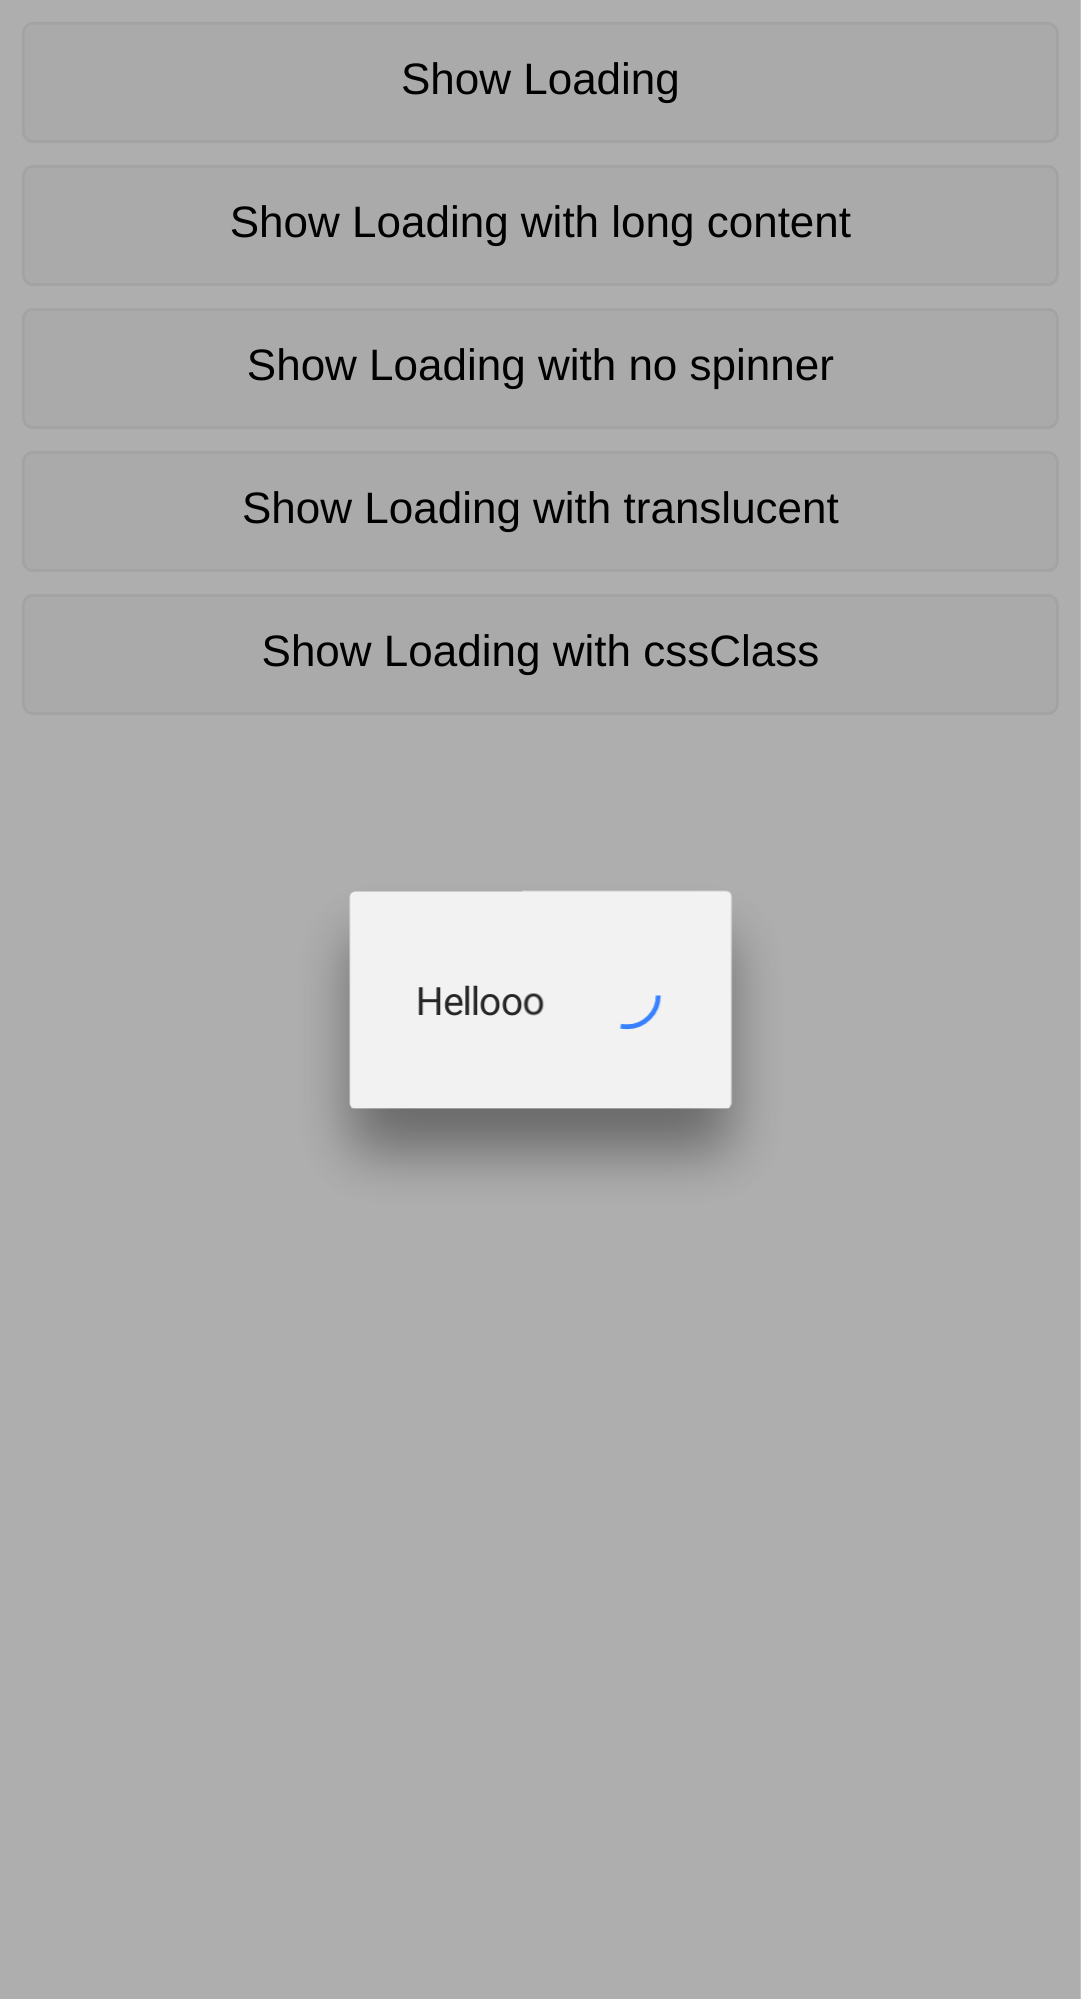 Show Loading
Show Loading with long content
Show Loading with no spinner
Show Loading with translucent
Show Loading with cssClass
Hellooo